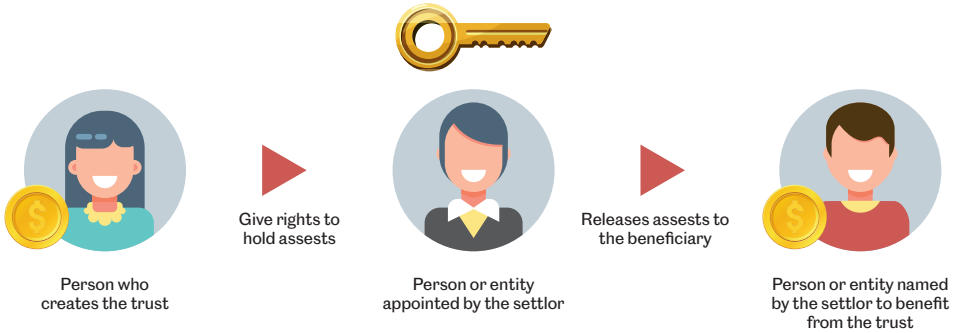 Give rights to
hold assests
Releases assests to
the beneficiary
Person who
creates the trust
Person or entity
appointed by the settlor
Person or entity named
by the settlor to benefit
from the trust
$
$